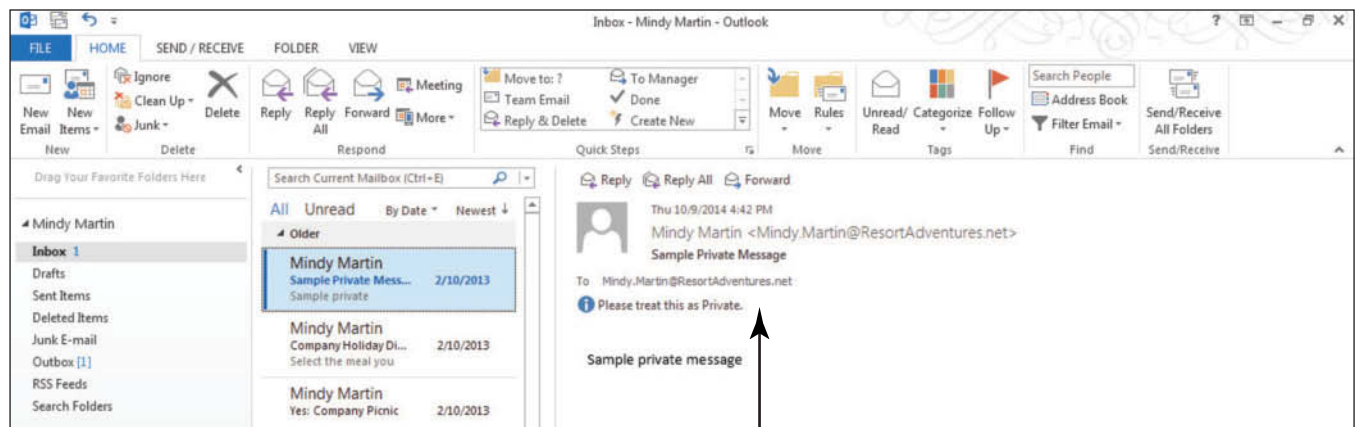 Inbox - Mindy Martin - Outlook
FILE HOME SEND / RECEIVE FOLDER VIEW
New Email
New Items
Ignore
Clean Up
Junk
Delete
Reply
Reply All
Forward
Meeting
More
Move to: ?
Team Email
Reply & Delete
To Manager
Done
Create New
Move
Rules
Unread/ Read
Categorize
Follow Up
Search People
Address Book
Filter Email
Send/Receive All Folders
New Delete Respond Quick Steps Move Tags Find Send/Receive
Drag Your Favorite Folders Here
Mindy Martin
Inbox 1
Drafts
Sent Items
Deleted Items
Junk E-mail
Outbox [1]
RSS Feeds
Search Folders
Search Current Mailbox (Ctrl+E)
All Unread By Date Newest ↓
Older
Mindy Martin
Sample Private Mess... 2/10/2013
Sample private
Mindy Martin
Company Holiday Di... 2/10/2013
Select the meal you
Mindy Martin
Yes: Company Picnic 2/10/2013
Reply Reply All Forward
Thu 10/9/2014 4:42 PM
Mindy Martin <Mindy.Martin@ResortAdventures.net>
Sample Private Message
To Mindy.Martin@ResortAdventures.net
Please treat this as Private.
Sample private message